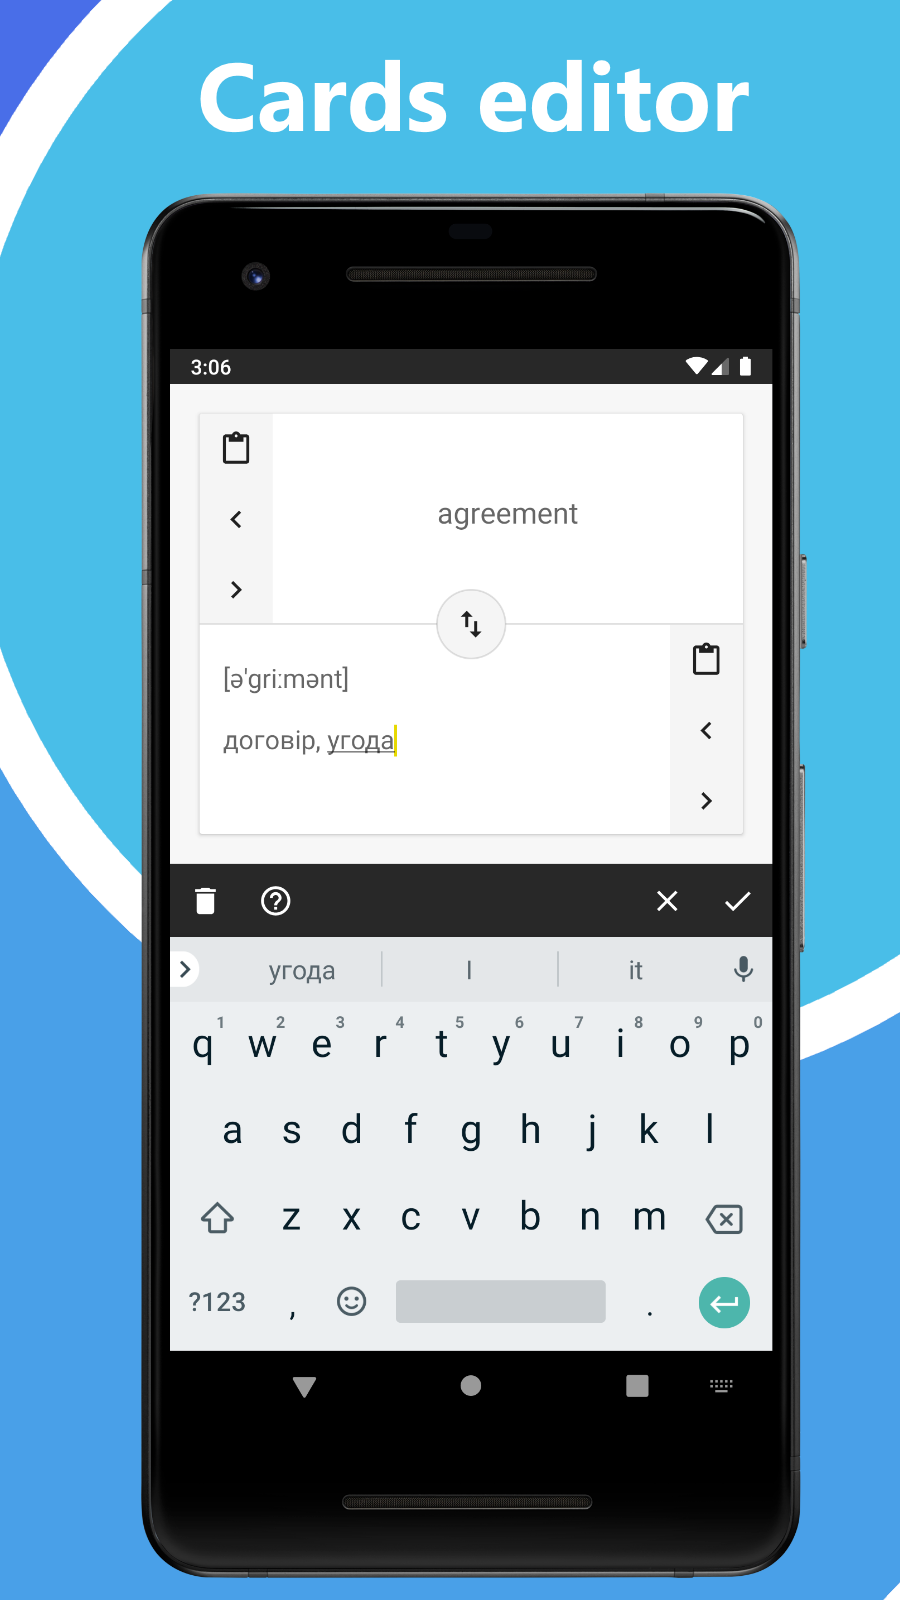 Cards editor
3:06
agreement
[ə'gri:mənt]
договір, угода
угода
I
it
1 2 3 4 5 6 7 8 9 0
q w e r t y u i o p
a s d f g h j k l
z x c v b n m
?123 , .